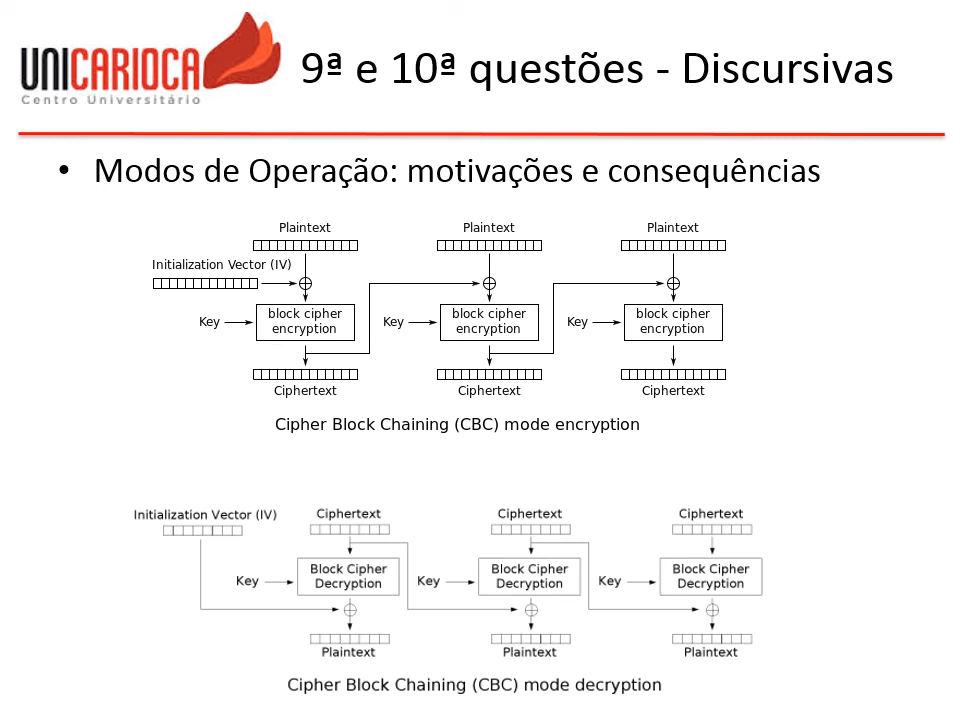 UNICARIOCA
Centro Universitário
9ª e 10ª questões - Discursivas
• Modos de Operação: motivações e consequências
Plaintext Plaintext Plaintext
Initialization Vector (IV)
Key block cipher encryption Key block cipher encryption Key block cipher encryption
Ciphertext Ciphertext Ciphertext
Cipher Block Chaining (CBC) mode encryption
Initialization Vector (IV) Ciphertext Ciphertext Ciphertext
Key Block Cipher Decryption Key Block Cipher Decryption Key Block Cipher Decryption
Plaintext Plaintext Plaintext
Cipher Block Chaining (CBC) mode decryption